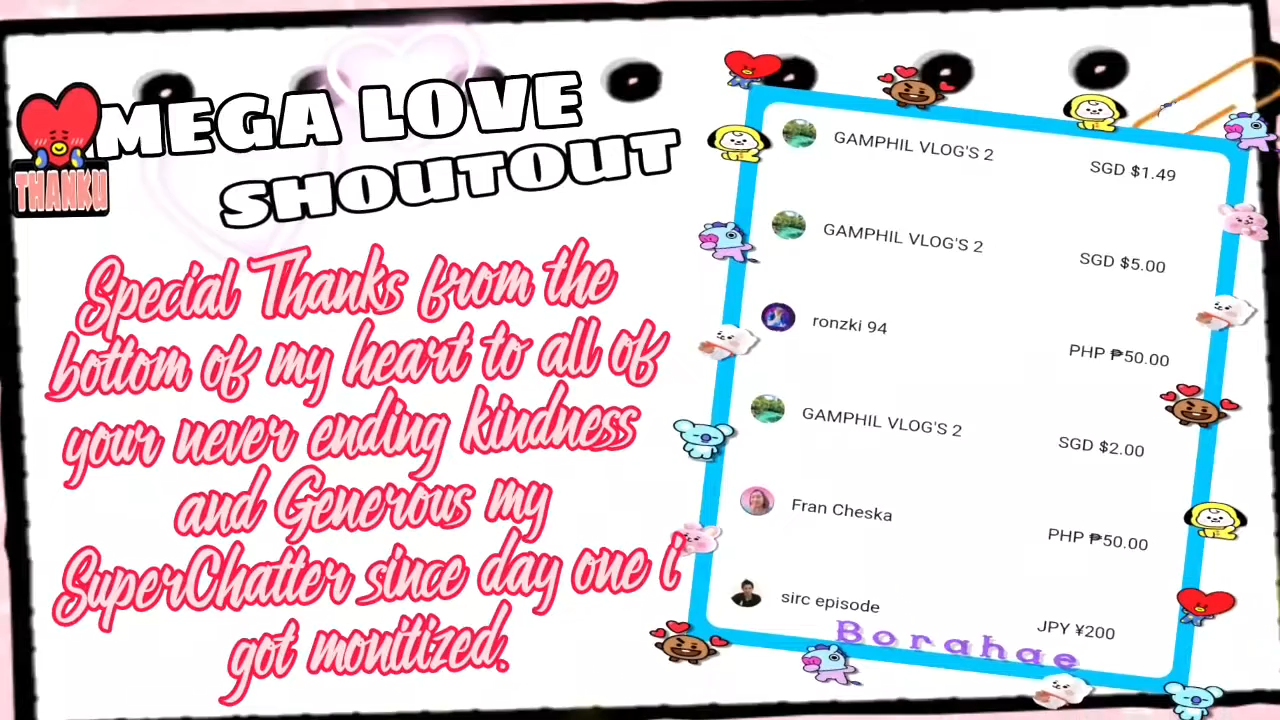 MEGA LOVE
SHOUTOUT
THANKU
Special Thanks from the
bottom of my heart to all of
your never ending kindness
and Generous my
SuperChatter since day one i
got monitized.
GAMPHIL VLOG'S 2 SGD $1.49
GAMPHIL VLOG'S 2 SGD $5.00
ronzki 94 PHP ₱50.00
GAMPHIL VLOG'S 2 SGD $2.00
Fran Cheska PHP ₱50.00
sirc episode JPY ¥200
Borahae